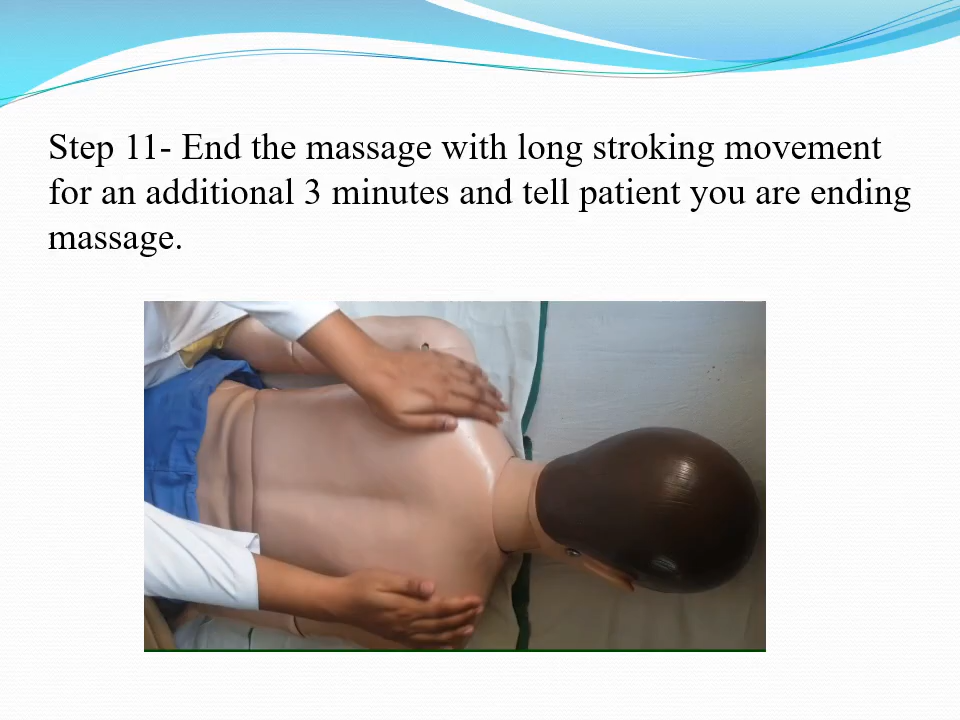 Step 11- End the massage with long stroking movement
for an additional 3 minutes and tell patient you are ending
massage.